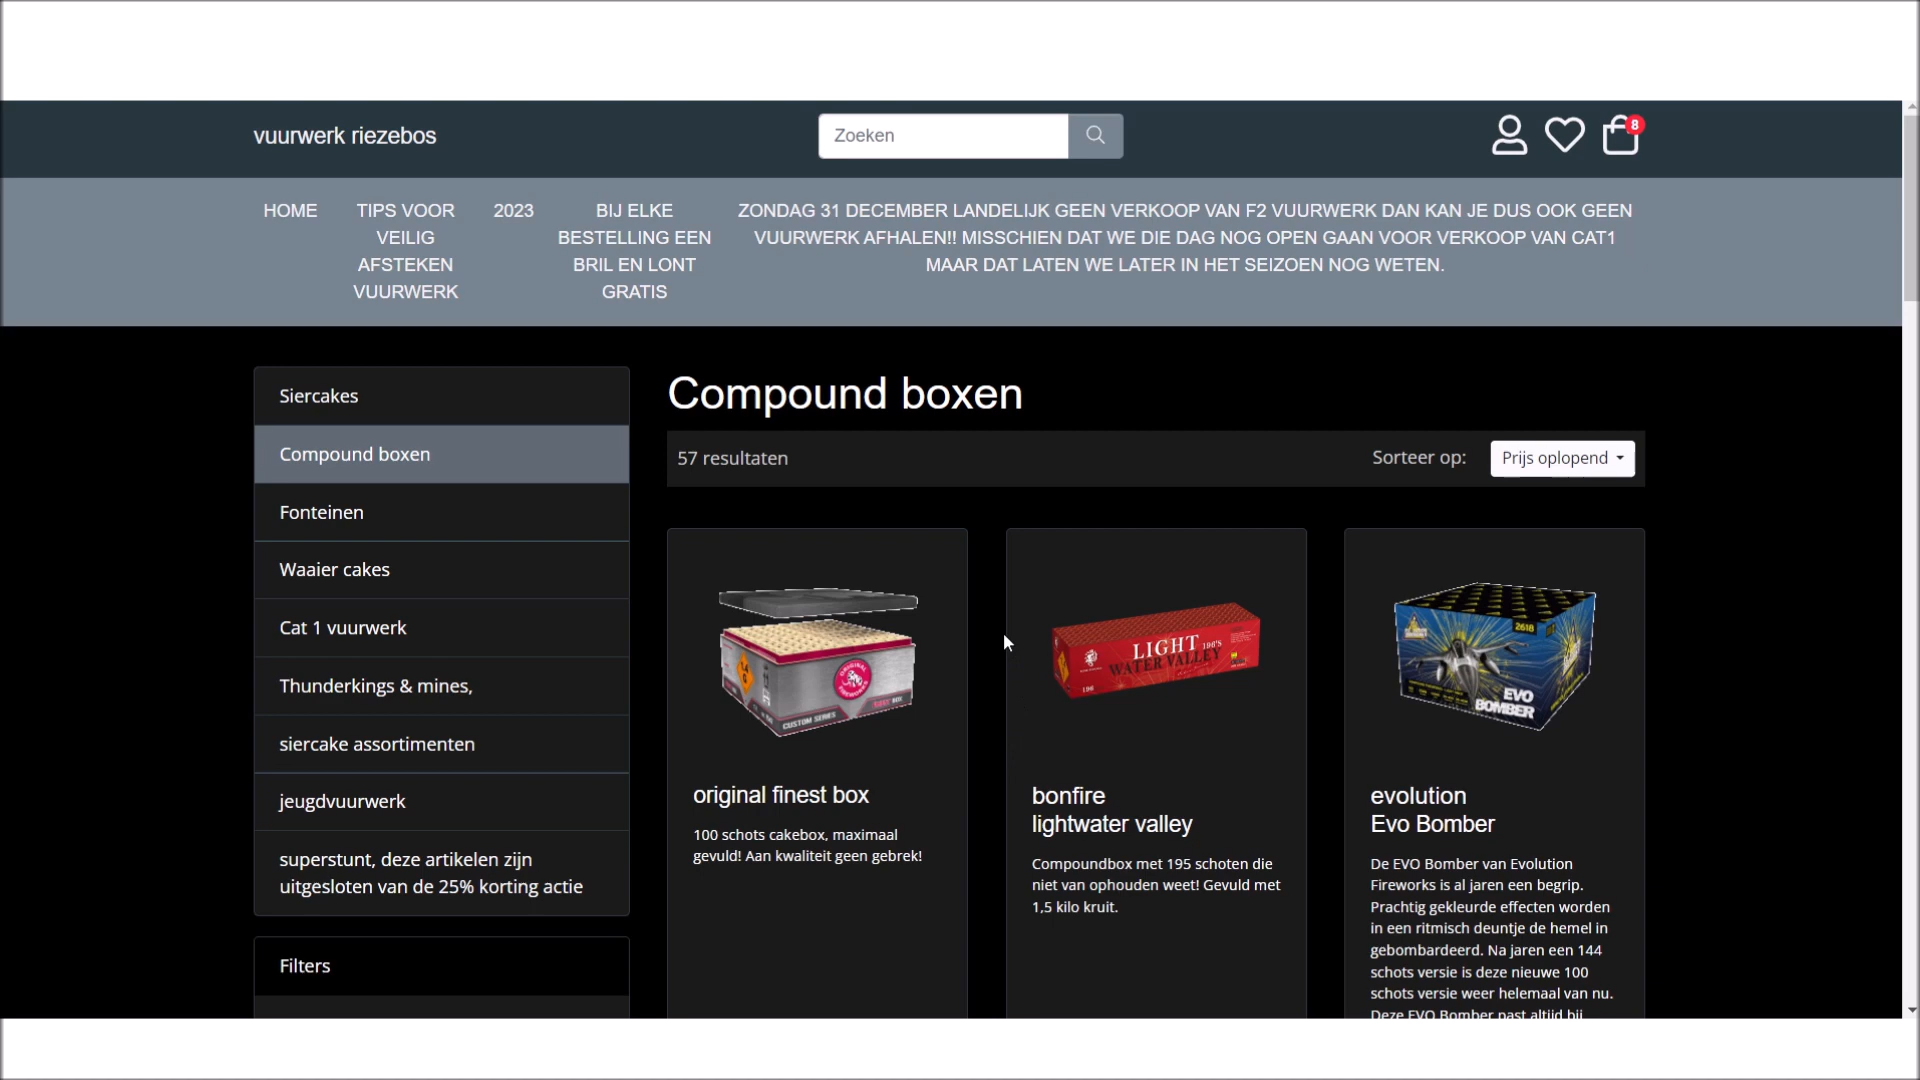 vuurwerk riezebos
Zoeken
8
HOME
TIPS VOOR
VEILIG
AFSTEKEN
VUURWERK
2023
BIJ ELKE
BESTELLING EEN
BRIL EN LONT
GRATIS
ZONDAG 31 DECEMBER LANDELIJK GEEN VERKOOP VAN F2 VUURWERK DAN KAN JE DUS OOK GEEN
VUURWERK AFHALEN!! MISSCHIEN DAT WE DIE DAG NOG OPEN GAAN VOOR VERKOOP VAN CAT1
MAAR DAT LATEN WE LATER IN HET SEIZOEN NOG WETEN.
Siercakes
Compound boxen
Fonteinen
Waaier cakes
Cat 1 vuurwerk
Thunderkings & mines,
siercake assortimenten
jeugdvuurwerk
superstunt, deze artikelen zijn
uitgesloten van de 25% korting actie
Filters
Compound boxen
57 resultaten
Sorteer op:
Prijs oplopend
ORIGINAL
FIREWORKS
CUSTOM SERIES
original finest box
100 schots cakebox, maximaal
gevuld! Aan kwaliteit geen gebrek!
LIGHT 196'S
WATER VALLEY
196
bonfire
lightwater valley
Compoundbox met 195 schoten die
niet van ophouden weet! Gevuld met
1,5 kilo kruit.
2618
EVO
BOMBER
evolution
Evo Bomber
De EVO Bomber van Evolution
Fireworks is al jaren een begrip.
Prachtig gekleurde effecten worden
in een ritmisch deuntje de hemel in
gebombardeerd. Na jaren een 144
schots versie is deze nieuwe 100
schots versie weer helemaal van nu.
Deze EVO Bomber past altijd bij